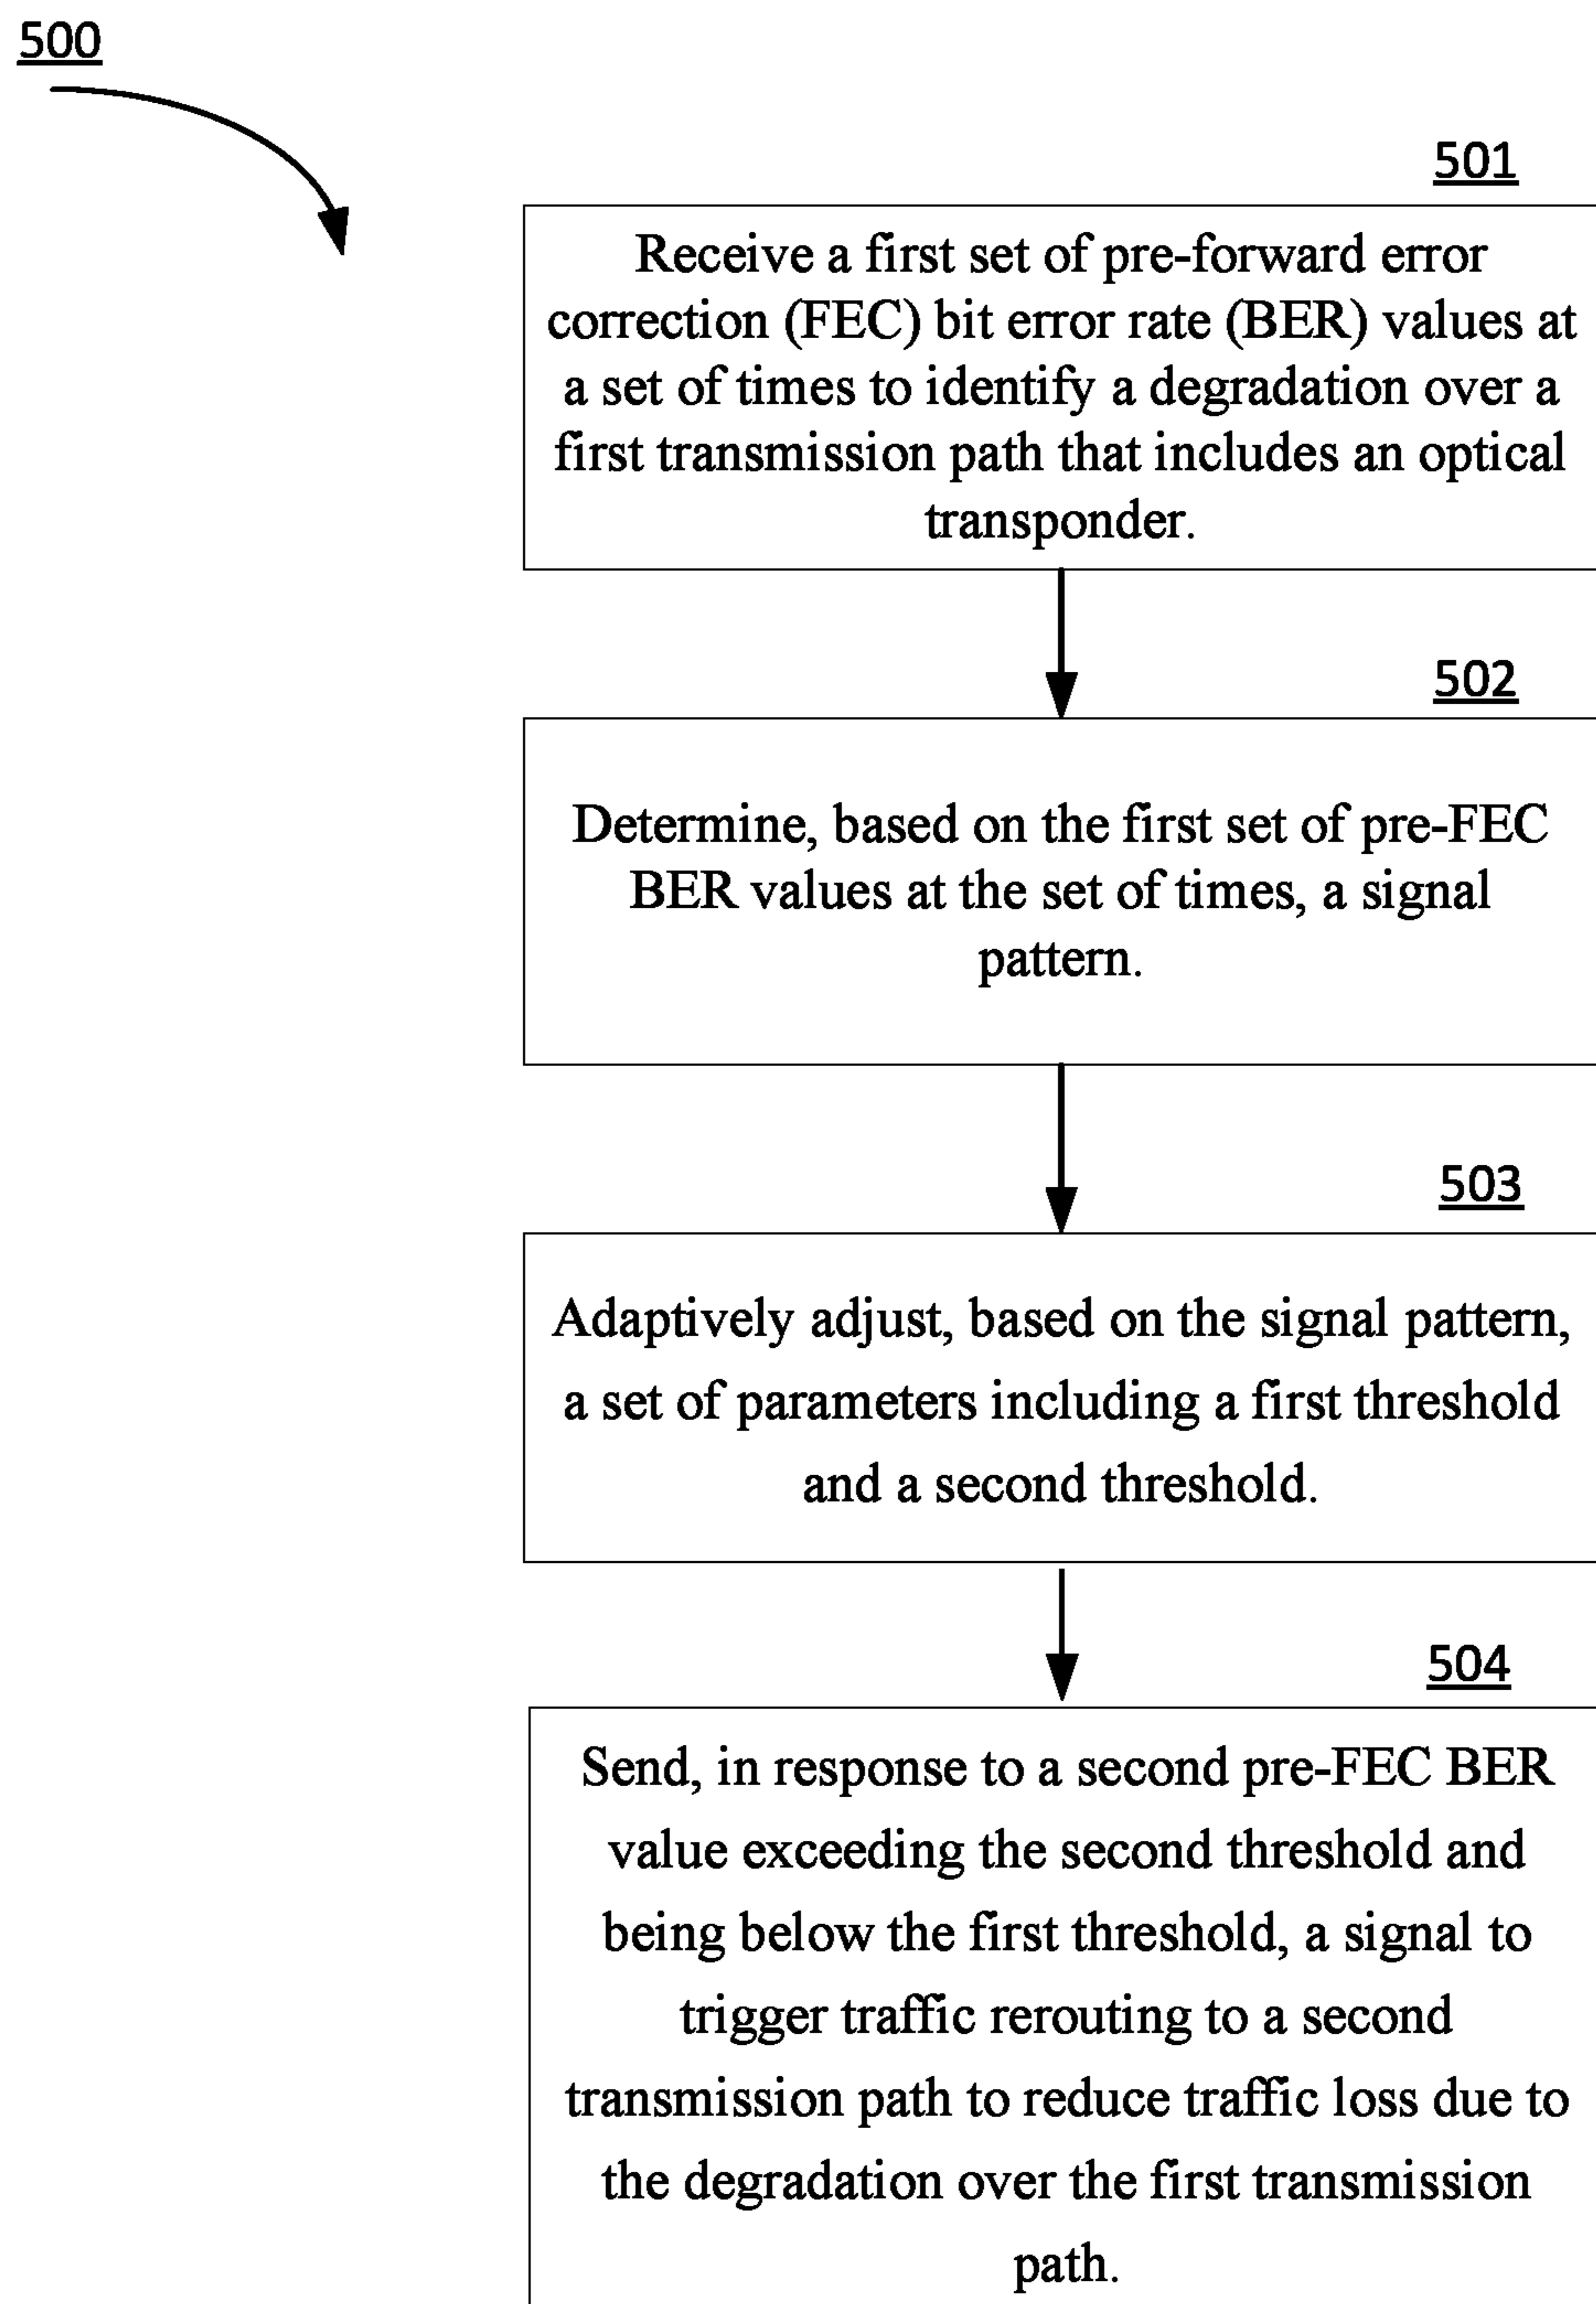 500
501
Receive a first set of pre-forward error
correction (FEC) bit error rate (BER) values at
a set of times to identify a degradation over a
first transmission path that includes an optical
transponder.
502
Determine, based on the first set of pre-FEC
BER values at the set of times, a signal
pattern.
503
Adaptively adjust, based on the signal pattern,
a set of parameters including a first threshold
and a second threshold.
504
Send, in response to a second pre-FEC BER
value exceeding the second threshold and
being below the first threshold, a signal to
trigger traffic rerouting to a second
transmission path to reduce traffic loss due to
the degradation over the first transmission
path.